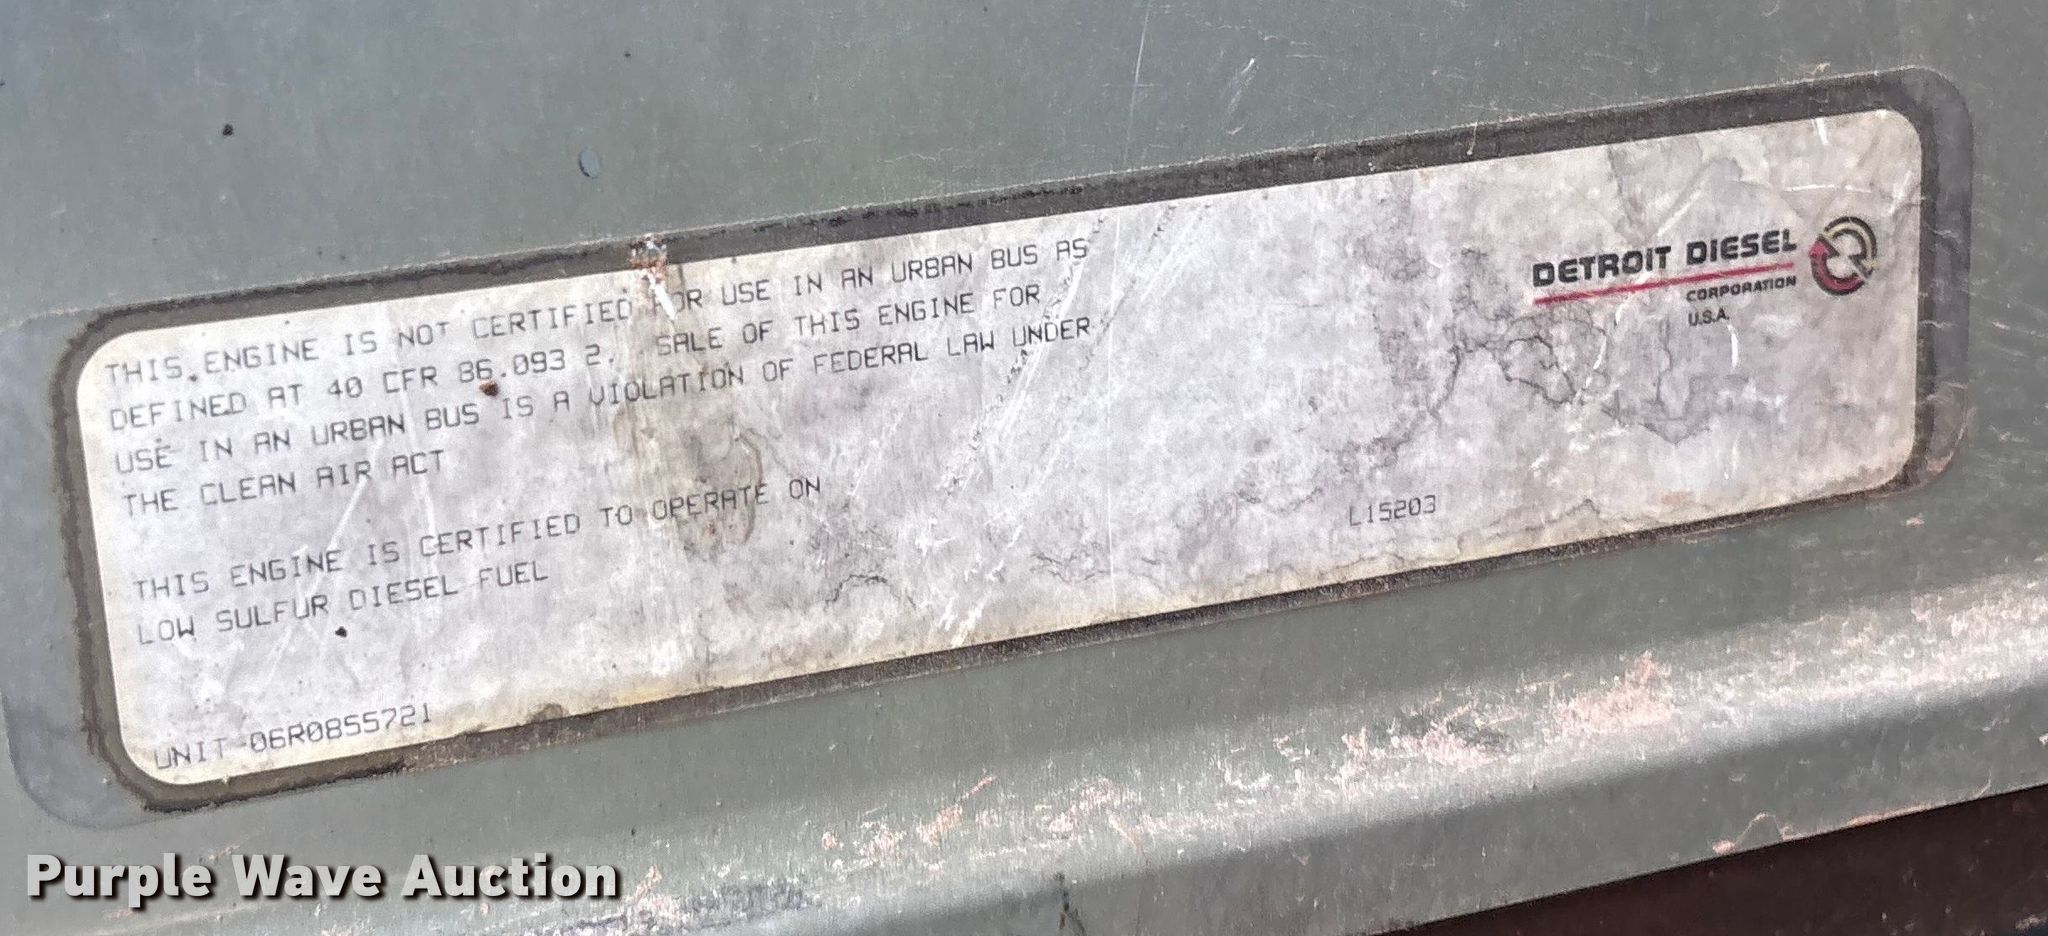 THIS ENGINE IS NOT CERTIFIED FOR USE IN AN URBAN BUS AS
DEFINED AT 40 CFR 86.093 2. SALE OF THIS ENGINE FOR
USE IN AN URBAN BUS IS A VIOLATION OF FEDERAL LAW UNDER
THE CLEAN AIR ACT
THIS ENGINE IS CERTIFIED TO OPERATE ON
LOW SULFUR DIESEL FUEL
UNIT-06R0855721
DETROIT DIESEL
CORPORATION
U.S.A.
L15203
Purple Wave Auction